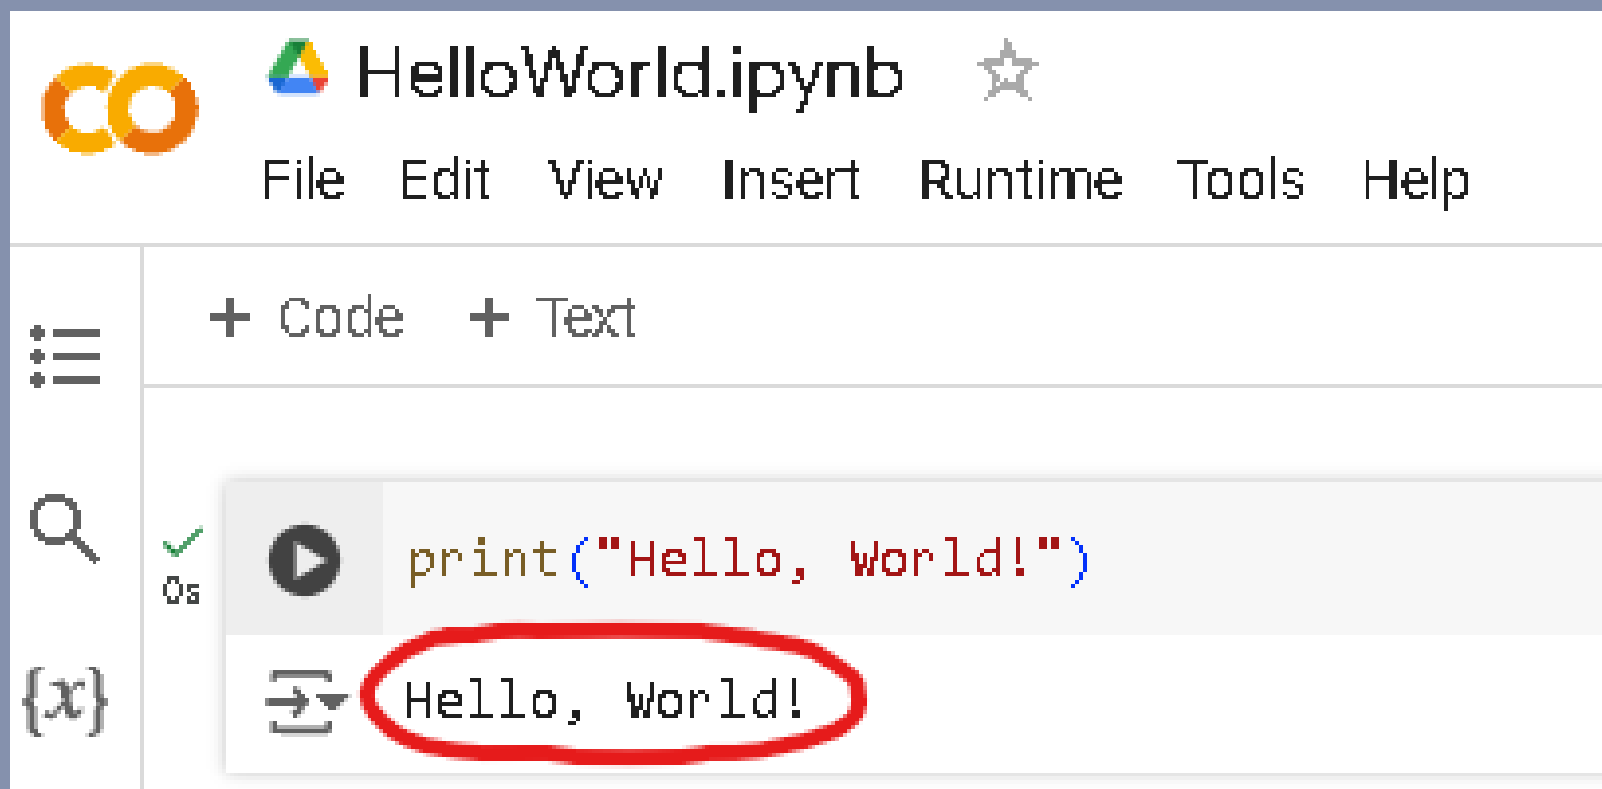 CO
HelloWorld.ipynb
File Edit View Insert Runtime Tools Help
+ Code + Text
print("Hello, World!")
0s
Hello, World!
{x}